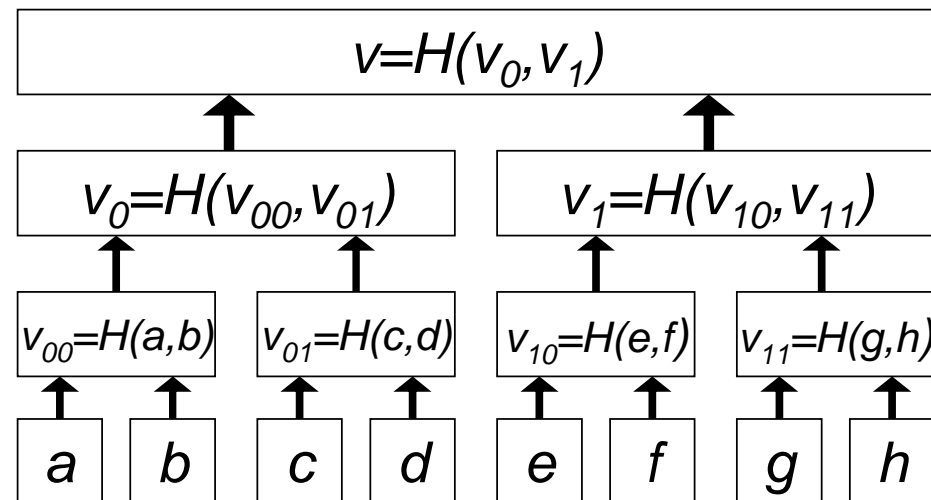 v=H(v₀,v₁)
v₀=H(v₀₀,v₀₁) v₁=H(v₁₀,v₁₁)
v₀₀=H(a,b) v₀₁=H(c,d) v₁₀=H(e,f) v₁₁=H(g,h)
a b c d e f g h